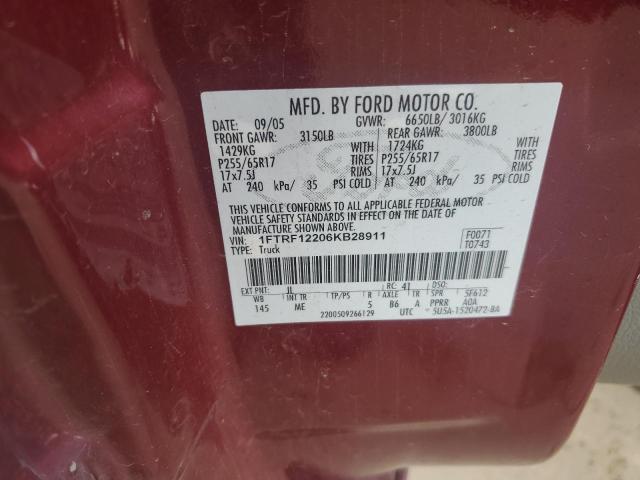 MFD. BY FORD MOTOR CO.
DATE: 09/05 GVWR: 6650LB/ 3016KG
FRONT GAWR: 3150LB REAR GAWR: 3800LB
1429KG WITH 1724KG WITH
P255/65R17 TIRES P255/65R17 TIRES
17x7.5J RIMS 17x7.5J RIMS
AT 240 kPa/ 35 PSI COLD AT 240 kPa/ 35 PSI COLD
THIS VEHICLE CONFORMS TO ALL APPLICABLE FEDERAL MOTOR
VEHICLE SAFETY STANDARDS IN EFFECT ON THE DATE OF
MANUFACTURE SHOWN ABOVE.
VIN: 1FTRF12206KB28911 F0071
TYPE: Truck T0743
EXT PNT: JL RC: 41 DSO:
WB INT TR TP/PS R AXLE TR SPR 5F612
145 ME 5 B6 A PPRR A0A
2200509266129 UTC 5U5A-1520472-BA